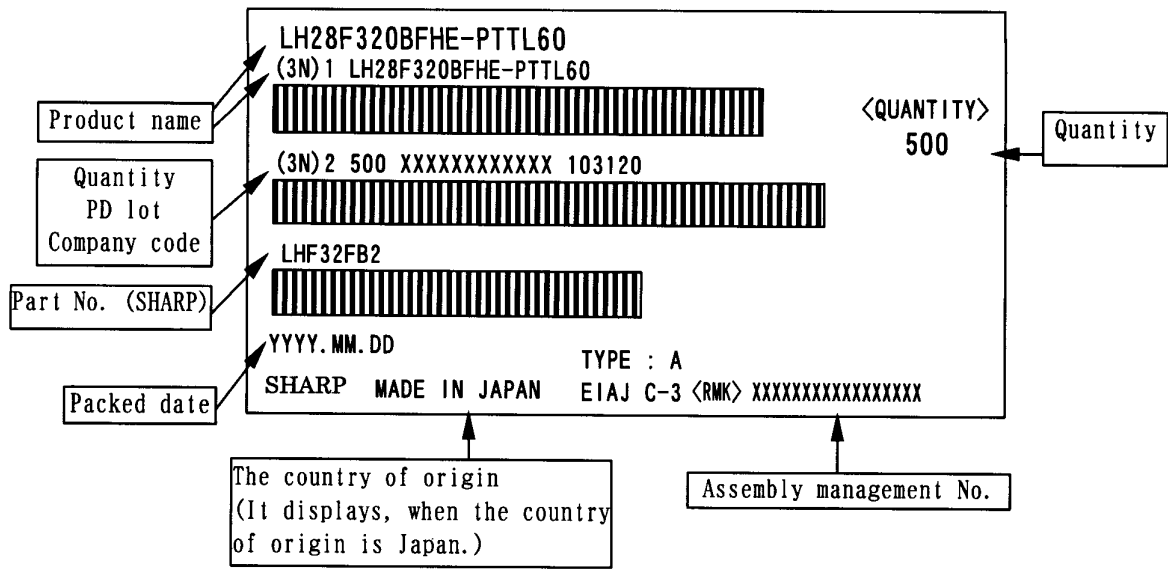 LH28F320BFHE-PTTL60
(3N)1 LH28F320BFHE-PTTL60
Product name
<QUANTITY>
500
Quantity
(3N)2 500 XXXXXXXXXXXX 103120
Quantity
PD lot
Company code
LHF32FB2
Part No. (SHARP)
YYYY.MM.DD
TYPE : A
SHARP MADE IN JAPAN EIAJ C-3 <RMK> XXXXXXXXXXXXXXXXX
Packed date
The country of origin
(It displays, when the country
of origin is Japan.)
Assembly management No.